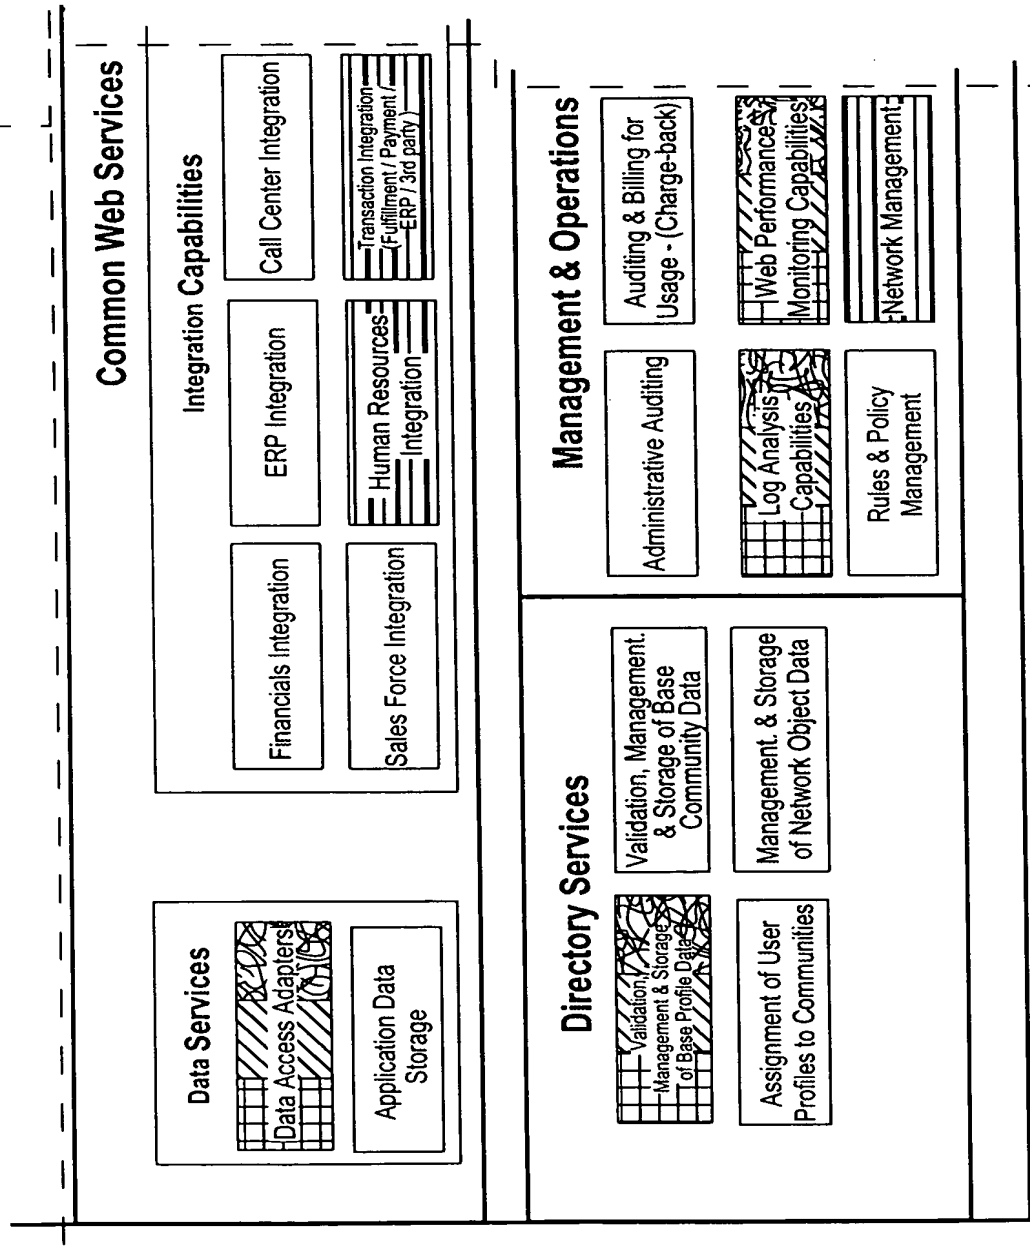 Common Web Services
Data Services
Data Access Adapters
Application Data
Storage
Integration Capabilities
Financials Integration
ERP Integration
Call Center Integration
Sales Force Integration
Human Resources
Integration
Transaction Integration
(Fulfillment / Payment /
ERP / 3rd party )
Directory Services
Validation,
Management & Storage
of Base Profile Data
Validation, Management.
& Storage of Base
Community Data
Assignment of User
Profiles to Communities
Management. & Storage
of Network Object Data
Management & Operations
Administrative Auditing
Auditing & Billing for
Usage - (Charge-back)
Log Analysis
Capabilities
Web Performance
Monitoring Capabilities
Rules & Policy
Management
Network Management